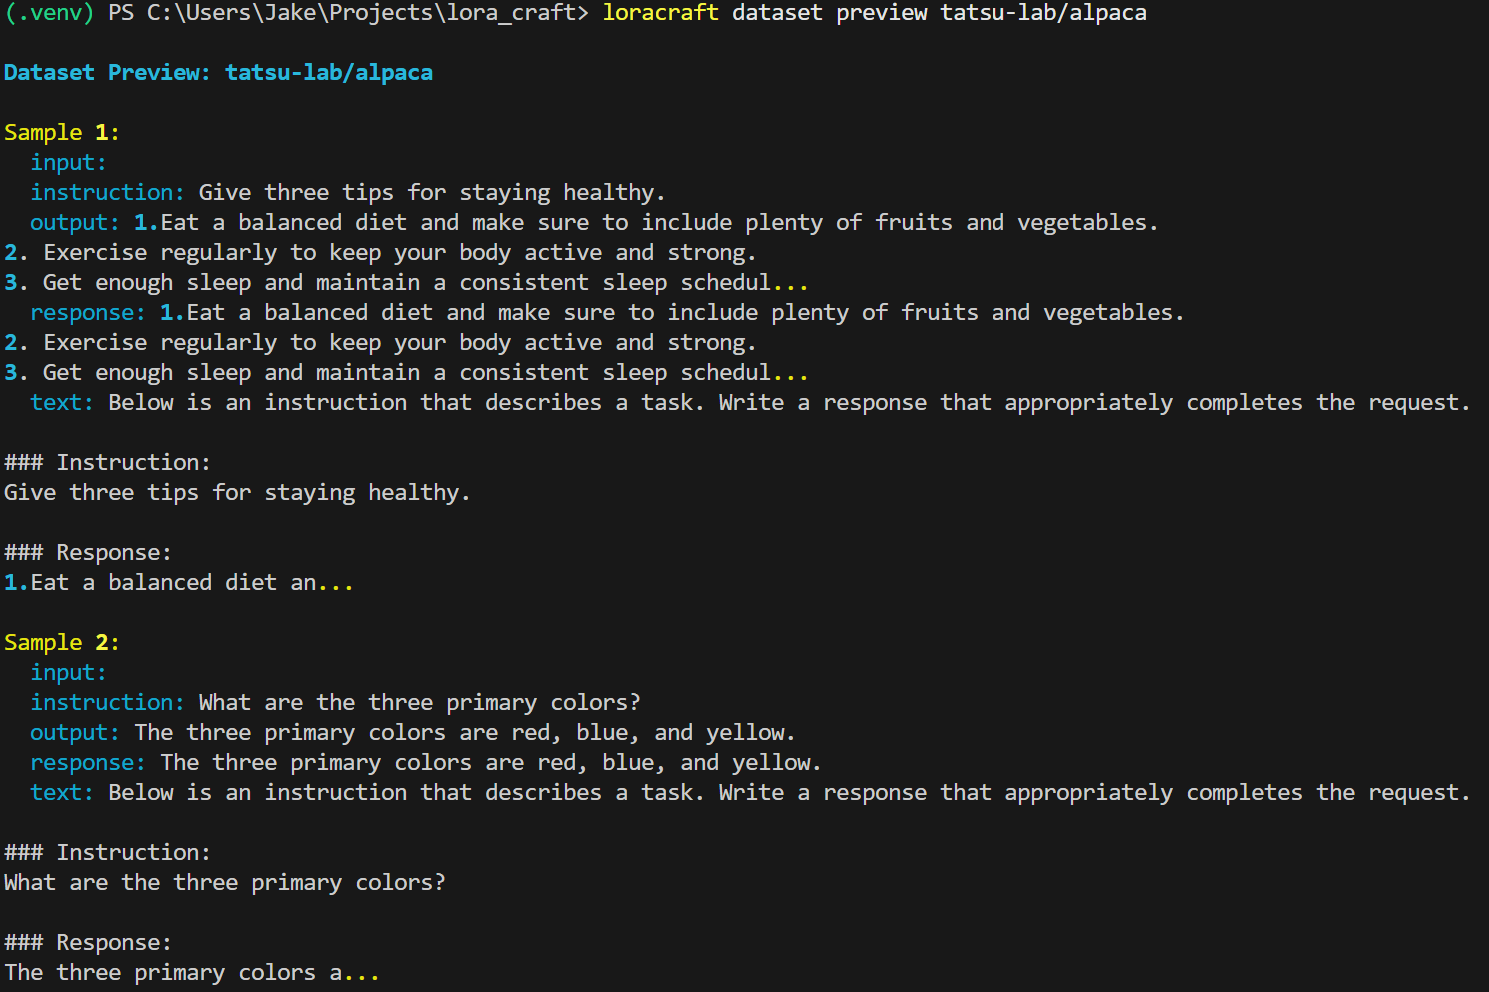 (.venv) PS C:\Users\Jake\Projects\lora_craft> loracraft dataset preview tatsu-lab/alpaca
Dataset Preview: tatsu-lab/alpaca
Sample 1:
input:
instruction: Give three tips for staying healthy.
output: 1.Eat a balanced diet and make sure to include plenty of fruits and vegetables.
2. Exercise regularly to keep your body active and strong.
3. Get enough sleep and maintain a consistent sleep schedul...
response: 1.Eat a balanced diet and make sure to include plenty of fruits and vegetables.
2. Exercise regularly to keep your body active and strong.
3. Get enough sleep and maintain a consistent sleep schedul...
text: Below is an instruction that describes a task. Write a response that appropriately completes the request.
### Instruction:
Give three tips for staying healthy.
### Response:
1.Eat a balanced diet an...
Sample 2:
input:
instruction: What are the three primary colors?
output: The three primary colors are red, blue, and yellow.
response: The three primary colors are red, blue, and yellow.
text: Below is an instruction that describes a task. Write a response that appropriately completes the request.
### Instruction:
What are the three primary colors?
### Response:
The three primary colors a...